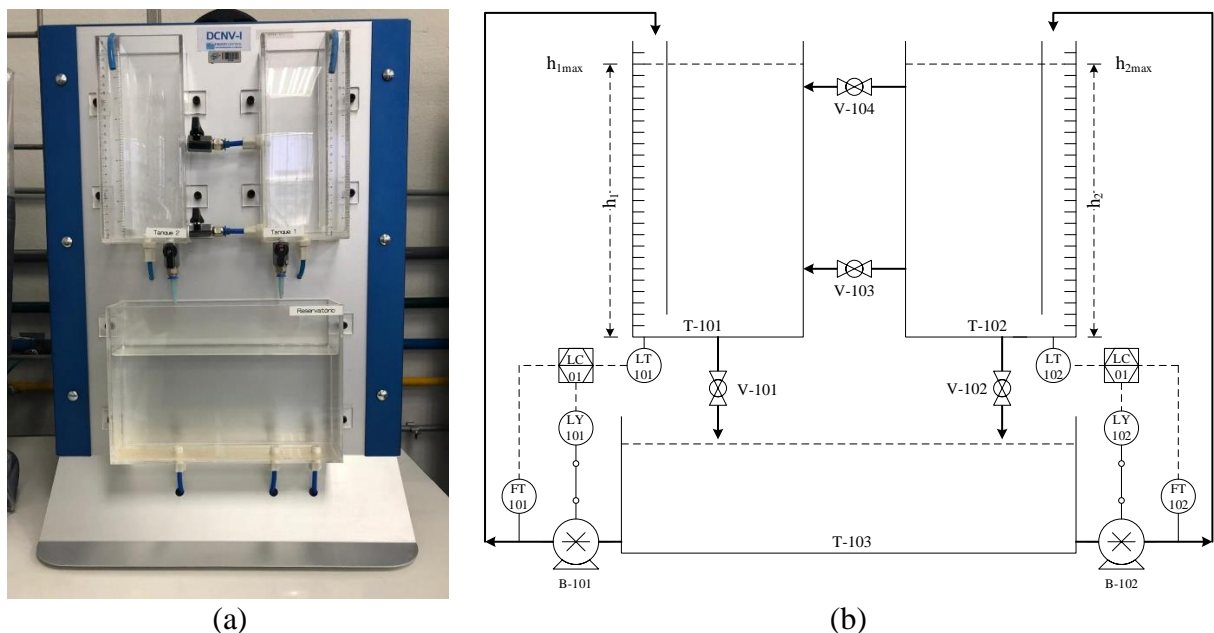 DCNV-I
Tanque 2
Tanque 1
Reservatório
(a)
h1max
h2max
V-104
h1
h2
V-103
T-101
T-102
LC
01
LT
101
LT
102
LC
01
V-101
V-102
LY
101
LY
102
FT
101
FT
102
T-103
B-101
B-102
(b)